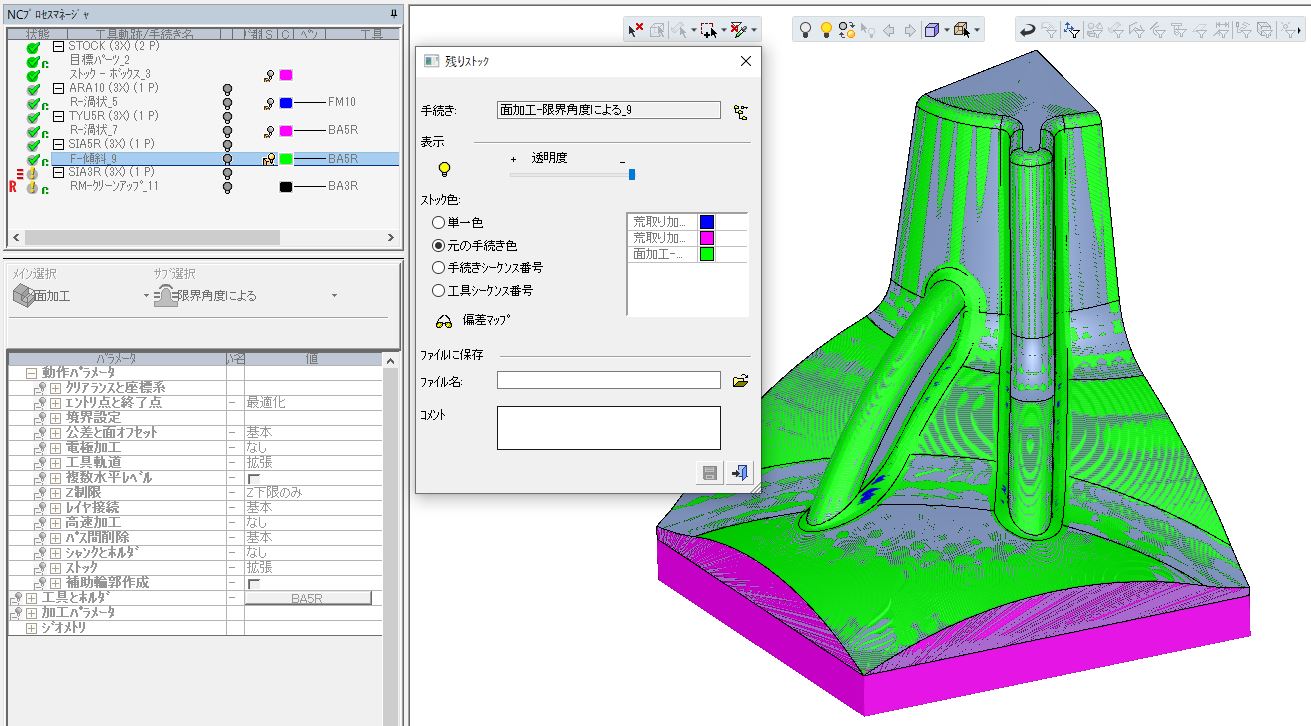 NCﾌﾟﾛｾｽﾏﾈｰｼﾞｬ
状態 工具軌跡/手続き名 S C ﾍﾟﾝ 工具
STOCK (3X) (2 P)
目標ﾊﾟｰﾂ_2
ｽﾄｯｸ - ﾎﾞｯｸｽ_3
ARA10 (3X) (1 P)
R-渦状_5 FM10
TYU5R (3X) (1 P)
R-渦状_7 BA5R
SIA5R (3X) (1 P)
F-傾斜_9 BA5R
SIA3R (3X) (1 P)
R RM-ｸﾘｰﾝｱｯﾌﾟ_11 BA3R
ﾒｲﾝ選択 ｻﾌﾞ選択
面加工 限界角度による
ﾊﾟﾗﾒｰﾀ い名 値
動作ﾊﾟﾗﾒｰﾀ
ｸﾘｱﾗﾝｽと座標系
ｴﾝﾄﾘ点と終了点 - 最適化
境界設定
公差と面ｵﾌｾｯﾄ - 基本
電極加工 - なし
工具軌道 - 拡張
複数水平ﾚﾍﾞﾙ -
Z制限 - Z下限のみ
ﾚｲﾔ接続 - 基本
高速加工 - なし
ﾊﾟｽ間削除 - 基本
ｼｬﾝｸとﾎﾙﾀﾞ - なし
ｽﾄｯｸ - 拡張
補助輪郭作成 -
工具とﾎﾙﾀﾞ - BA5R
加工ﾊﾟﾗﾒｰﾀ
ｼﾞｵﾒﾄﾘ
残りｽﾄｯｸ
手続き: 面加工-限界角度による_9
表示
+ 透明度 -
ｽﾄｯｸ色:
単一色
元の手続き色
手続きｼｰｹﾝｽ番号
工具ｼｰｹﾝｽ番号
荒取り加...
荒取り加...
面加工-...
偏差ﾏｯﾌﾟ
ﾌｧｲﾙに保存
ﾌｧｲﾙ名:
ｺﾒﾝﾄ